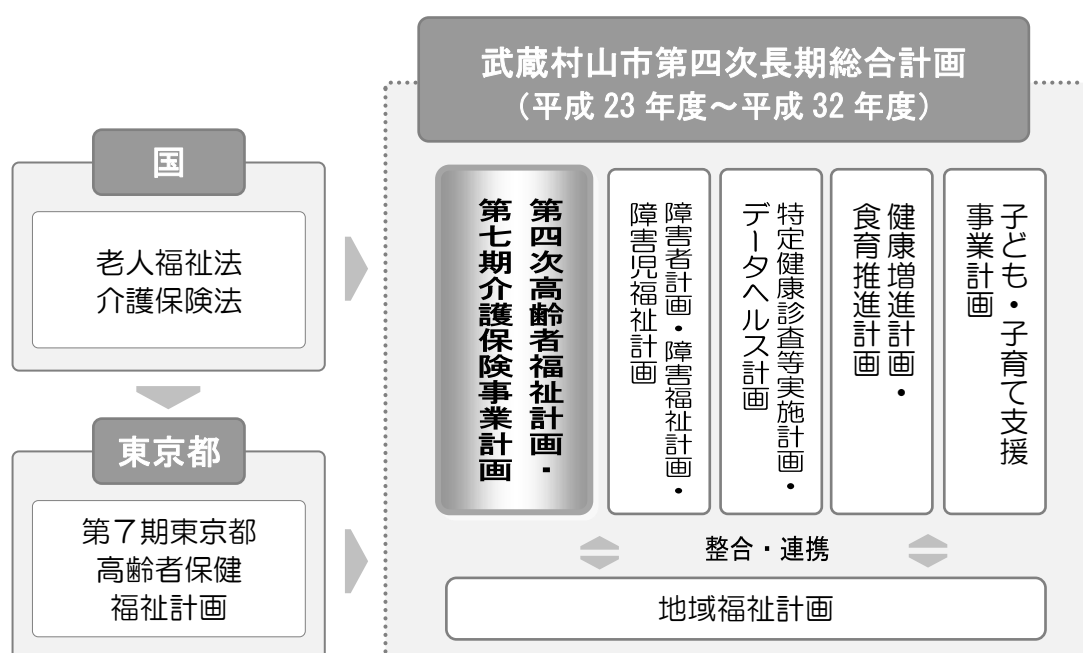 武蔵村山市第四次長期総合計画
（平成 23 年度～平成 32 年度）
国
老人福祉法
介護保険法
東京都
第７期東京都
高齢者保健
福祉計画
第四次高齢者福祉計画・
第七期介護保険事業計画
障害者計画・障害福祉計画・
障害児福祉計画
特定健康診査等実施計画・
データヘルス計画
健康増進計画・
食育推進計画
子ども・子育て支援
事業計画
整合・連携
地域福祉計画